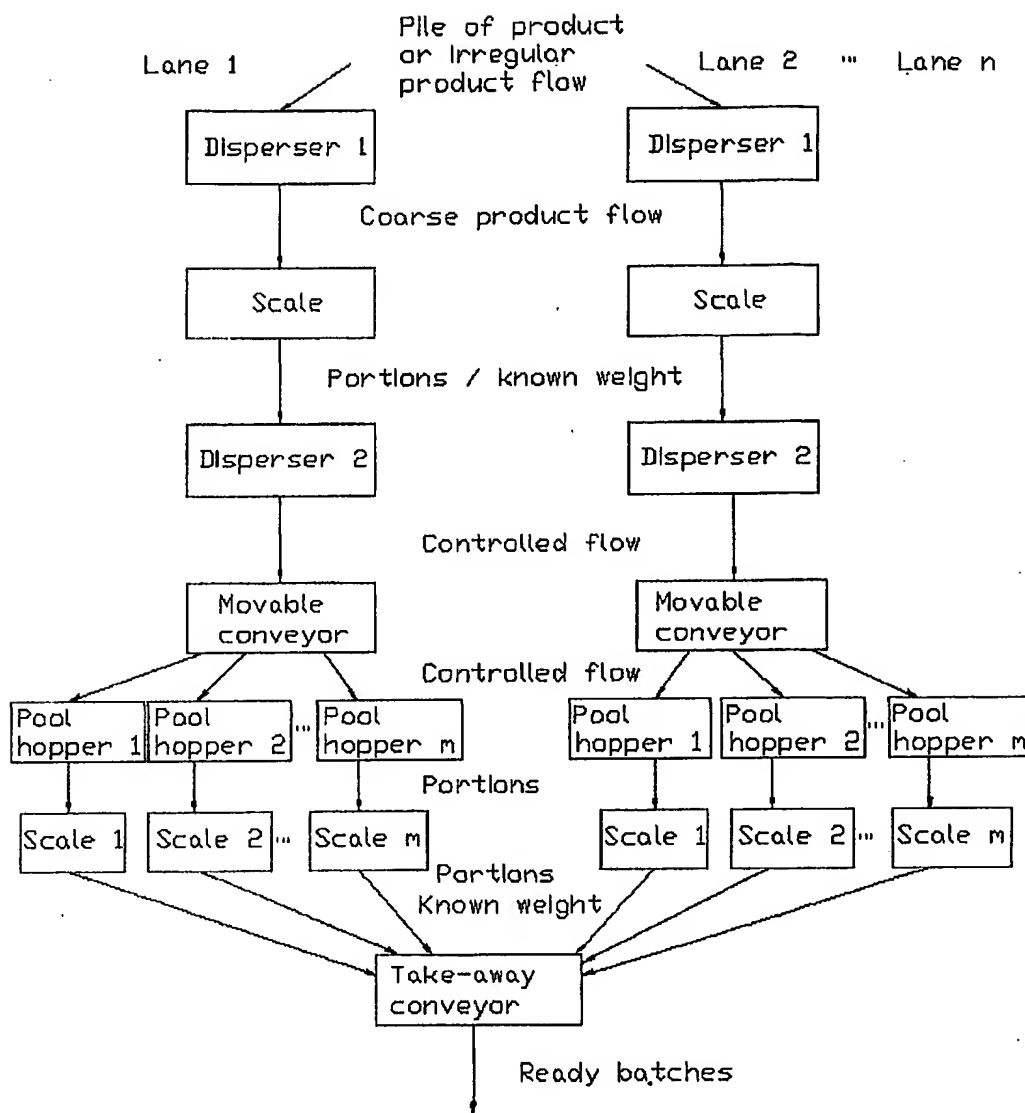 Pile of product
or irregular
product flow
Lane 1
Lane 2 ... Lane n
Disperser 1
Disperser 1
Coarse product flow
Scale
Scale
Portions / known weight
Disperser 2
Disperser 2
Controlled flow
Movable
conveyor
Movable
conveyor
Controlled flow
Pool
hopper 1
Pool
hopper 2
...
Pool
hopper m
Pool
hopper 1
Pool
hopper 2
...
Pool
hopper m
Portions
Scale 1
Scale 2
...
Scale m
Scale 1
Scale 2
...
Scale m
Portions
Known weight
Take-away
conveyor
Ready batches